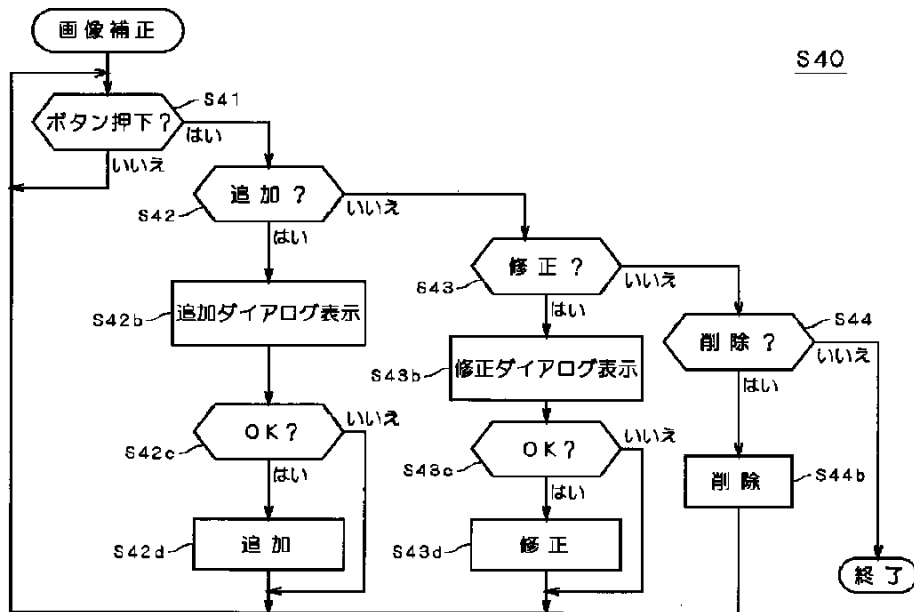 画像補正
S40
S41
ボタン押下?
はい
いいえ
追加?
S42
いいえ
はい
修正?
S43
いいえ
はい
追加ダイアログ表示
S42b
S44
削除?
いいえ
はい
修正ダイアログ表示
S43b
OK?
S42c
いいえ
はい
OK?
S43c
いいえ
はい
削除
S44b
追加
S42d
修正
S43d
終了